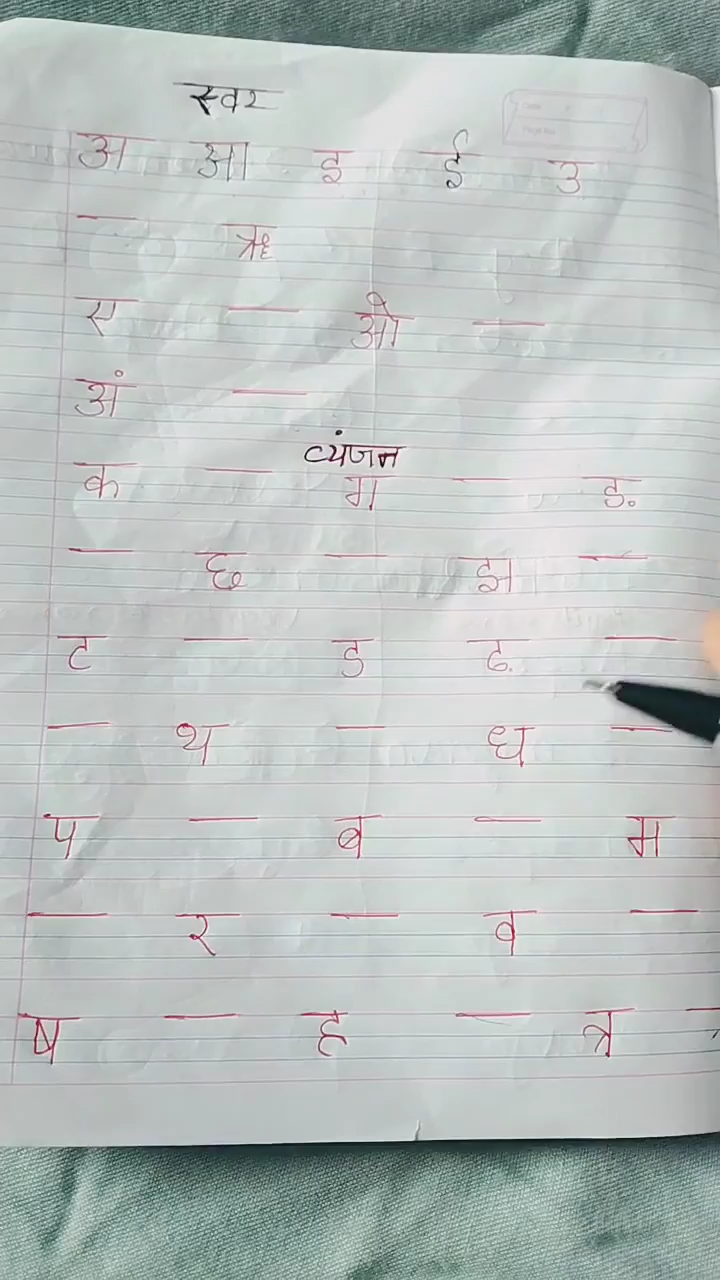 स्वर
अ आ इ ई उ
_ ऋ
ए _ ओ _
अं _
व्यंजन
क _ ग _ ङ
_ छ _ झ _
ट _ ड ढ _
_ थ _ ध _
प _ ब _ म
_ र _ व _
ष _ ह _ त्र _